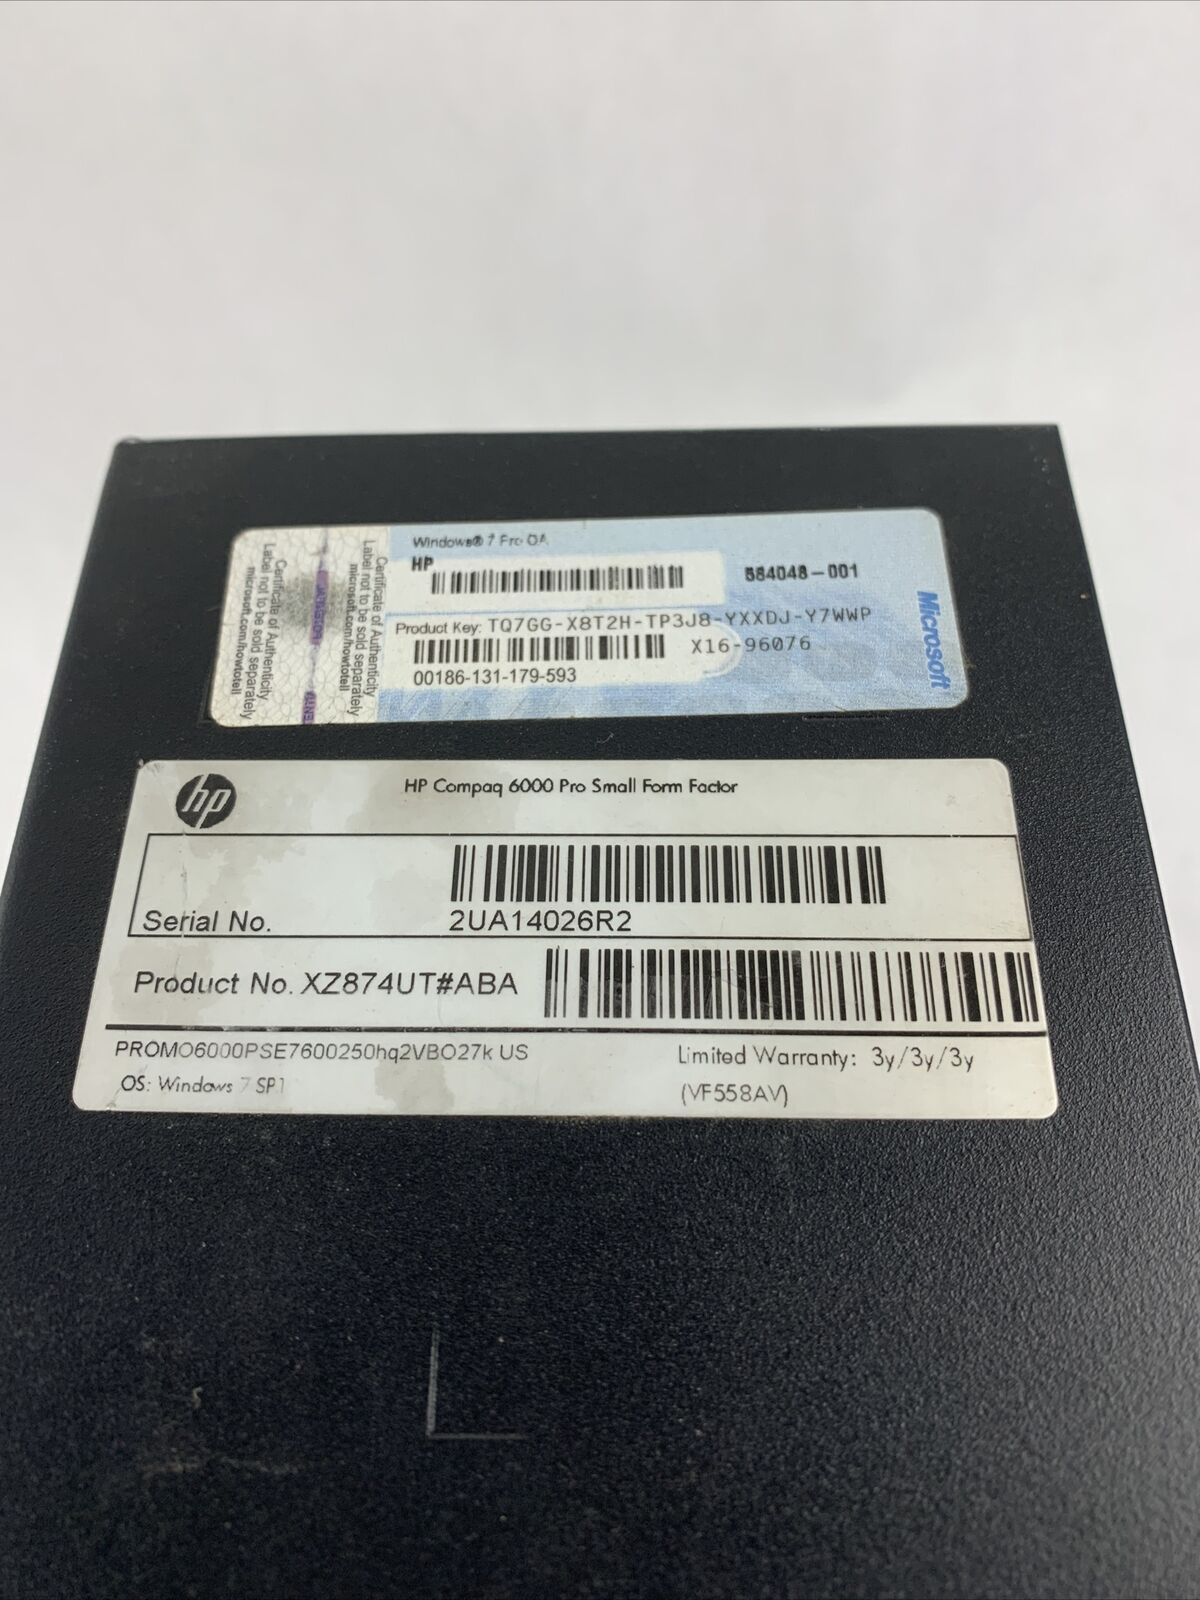 Certificate of Authenticity
Label not to be sold separately
microsoft.com/howtotell
Certificate of Authenticity
Label not to be sold separately
microsoft.com/howtotell
Windows® 7 Pro OA
HP
584048-001
Product Key: TQ7GG-X8T2H-TP3J8-YXXDJ-Y7WWP
X16-96076
00186-131-179-593
Microsoft
hp
HP Compaq 6000 Pro Small Form Factor
Serial No. 2UA14026R2
Product No. XZ874UT#ABA
PROMO6000PSE7600250hq2VBO27k US
Limited Warranty: 3y/3y/3y
OS: Windows 7 SP1
(VF558AV)